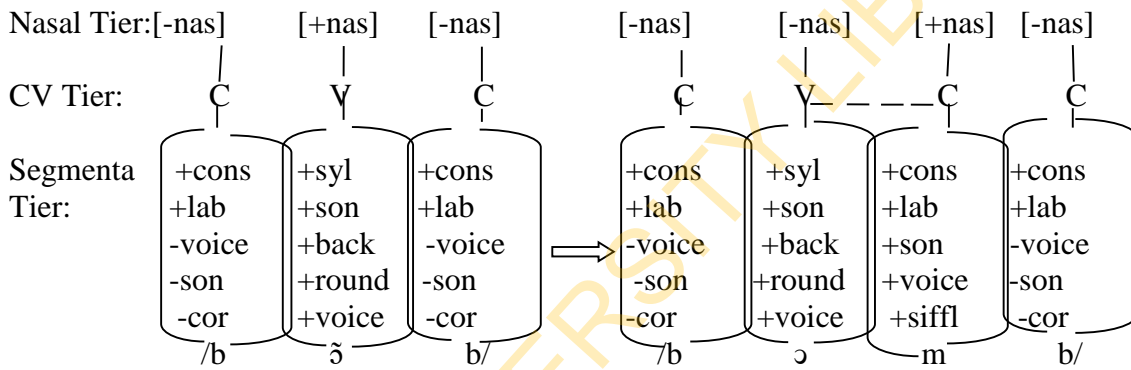 Nasal Tier:[-nas] [+nas] [-nas] [-nas] [-nas] [+nas] [-nas]
CV Tier: C V C C V C C
Segmenta +cons +syl +cons +cons +syl +cons +cons
Tier: +lab +son +lab +lab +son +lab +lab
-voice +back -voice -voice +back +son -voice
-son +round -son -son +round +voice -son
-cor +voice -cor -cor +voice +siffl -cor
/b ɔ̃ b/ /b ɔ m b/
ERSITY LIB